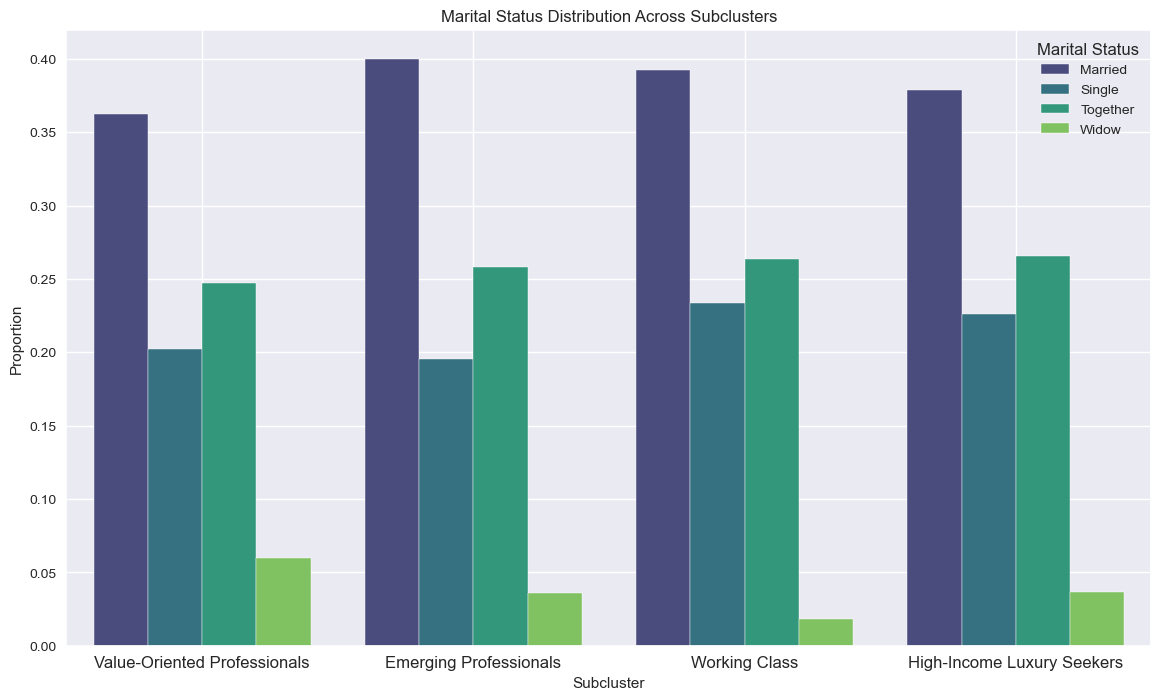 Marital Status Distribution Across Subclusters
Marital Status
Married
Single
Together
Widow
Proportion
0.40
0.35
0.30
0.25
0.20
0.15
0.10
0.05
0.00
Value-Oriented Professionals
Emerging Professionals
Working Class
High-Income Luxury Seekers
Subcluster